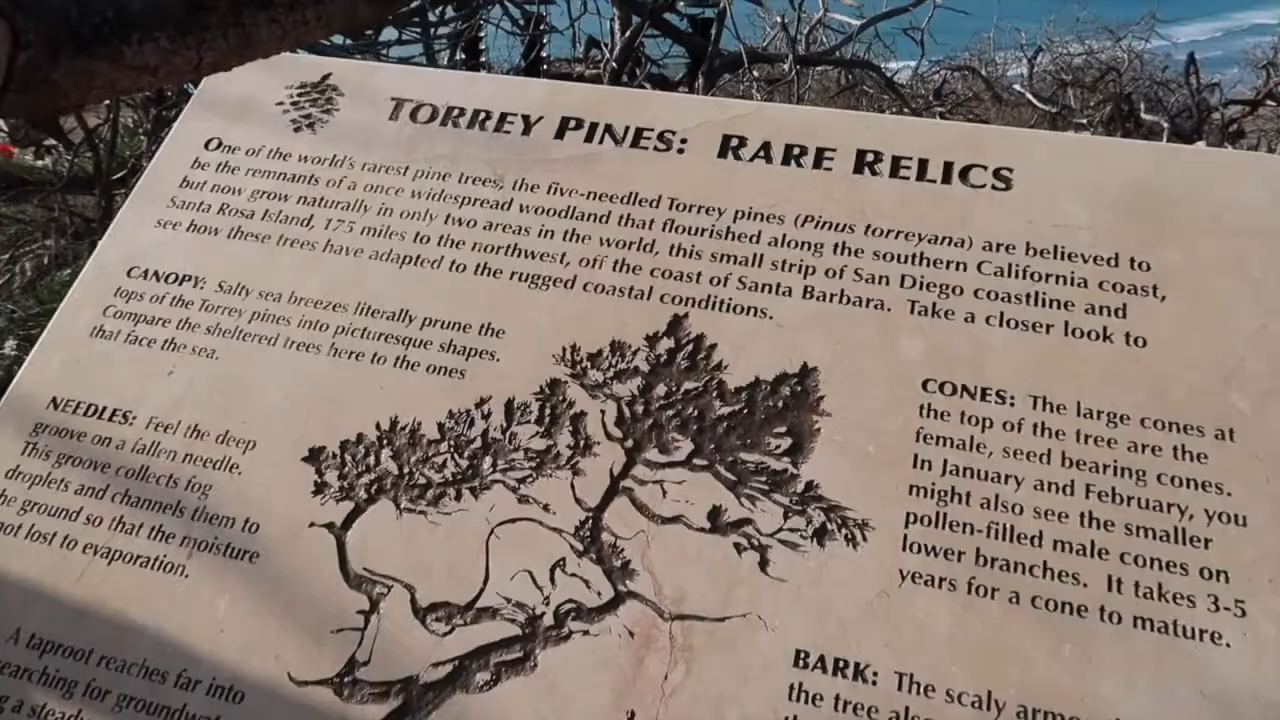 TORREY PINES: RARE RELICS
One of the world's rarest pine trees, the five-needled Torrey pines (Pinus torreyana) are believed to
be the remnants of a once widespread woodland that flourished along the southern California coast,
but now grow naturally in only two areas in the world, this small strip of San Diego coastline and
Santa Rosa Island, 175 miles to the northwest, off the coast of Santa Barbara. Take a closer look to
see how these trees have adapted to the rugged coastal conditions.
CANOPY: Salty sea breezes literally prune the
tops of the Torrey pines into picturesque shapes.
Compare the sheltered trees here to the ones
that face the sea.
NEEDLES: Feel the deep
groove on a fallen needle.
This groove collects fog
droplets and channels them to
he ground so that the moisture
not lost to evaporation.
A taproot reaches far into
earching for
g a
CONES: The large cones at
the top of the tree are the
female, seed bearing cones.
In January and February, you
might also see the smaller
pollen-filled male cones on
lower branches. It takes 3-5
years for a cone to mature.
BARK: The scaly
the tree